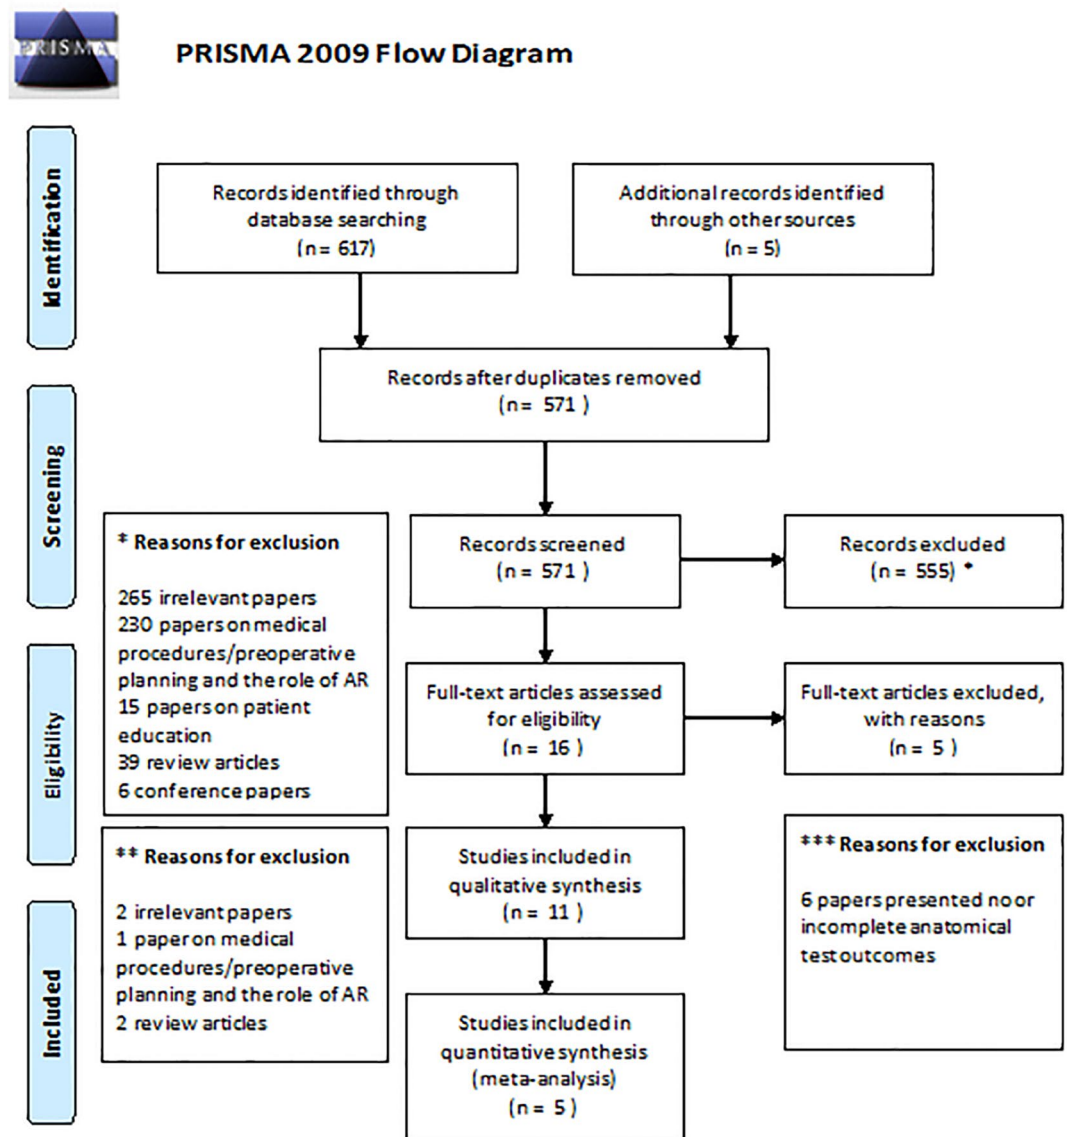 PRISMA
PRISMA 2009 Flow Diagram
Identification
Records identified through
database searching
(n = 617)
Additional records identified
through other sources
(n = 5)
Records after duplicates removed
(n = 571 )
Screening
* Reasons for exclusion
265 irrelevant papers
230 papers on medical
procedures/preoperative
planning and the role of AR
15 papers on patient
education
39 review articles
6 conference papers
Records screened
(n = 571 )
Records excluded
(n = 555) *
Eligibility
Full-text articles assessed
for eligibility
(n = 16 )
Full-text articles excluded,
with reasons
(n = 5 )
** Reasons for exclusion
2 irrelevant papers
1 paper on medical
procedures/preoperative
planning and the role of AR
2 review articles
Studies included in
qualitative synthesis
(n = 11 )
*** Reasons for exclusion
6 papers presented no or
incomplete anatomical
test outcomes
Included
Studies included in
quantitative synthesis
(meta-analysis)
(n = 5 )